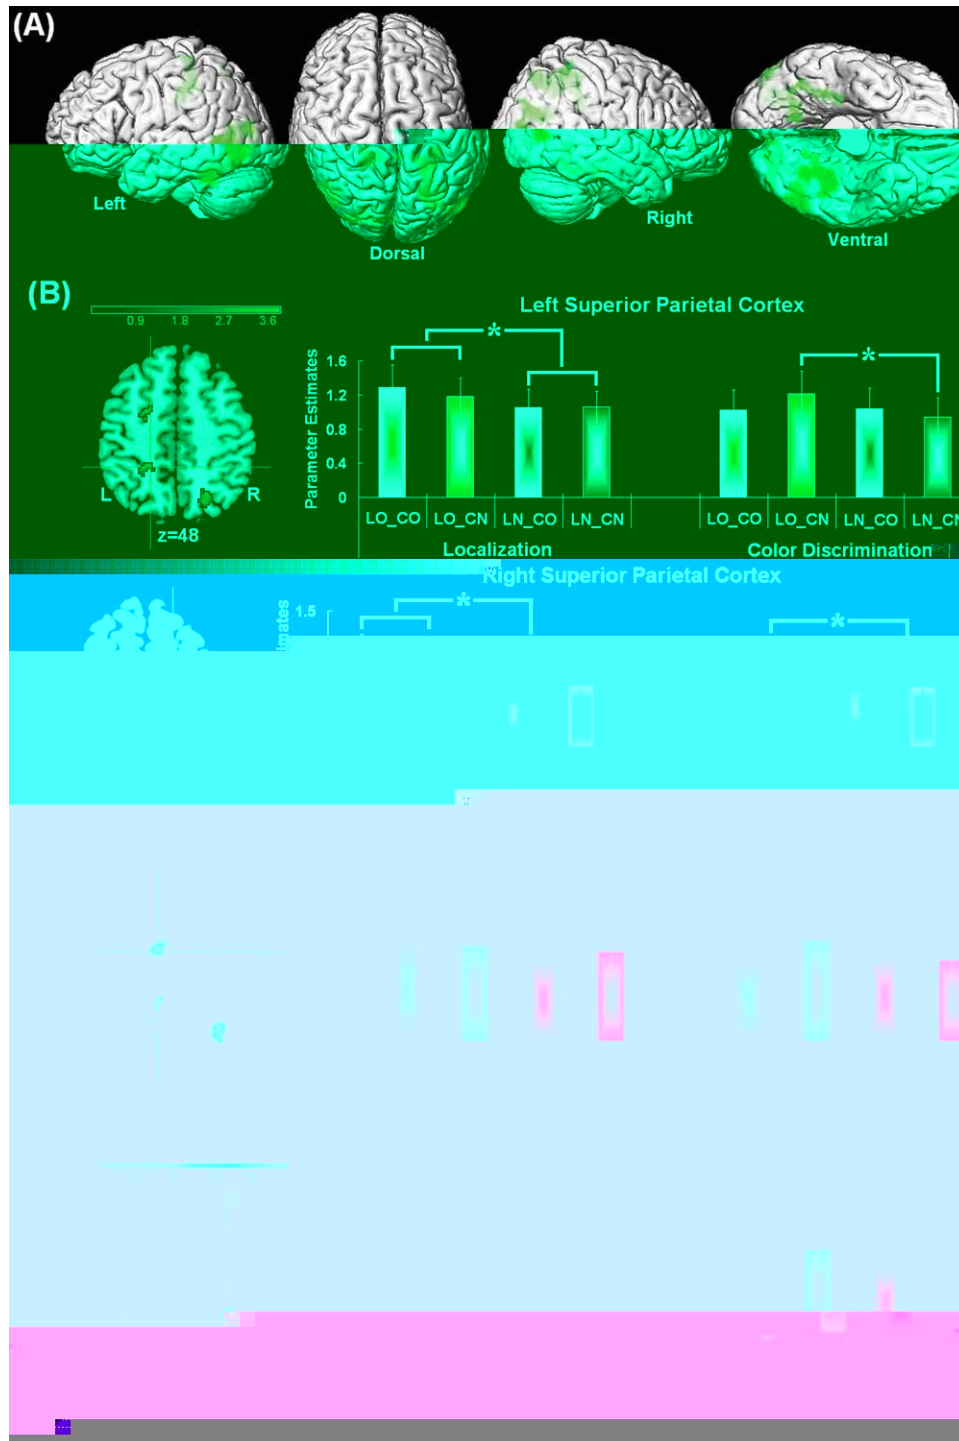 (A)
Left
Dorsal
Right
Ventral
(B)
0.9 1.8 2.7 3.6
L R
z=48
Left Superior Parietal Cortex
*
*
Parameter Estimates
1.6
1.2
0.8
0.4
0
LO_CO LO_CN LN_CO LN_CN LO_CO LO_CN LN_CO LN_CN
Localization Color Discrimination
Right Superior Parietal Cortex
*
*
1.5